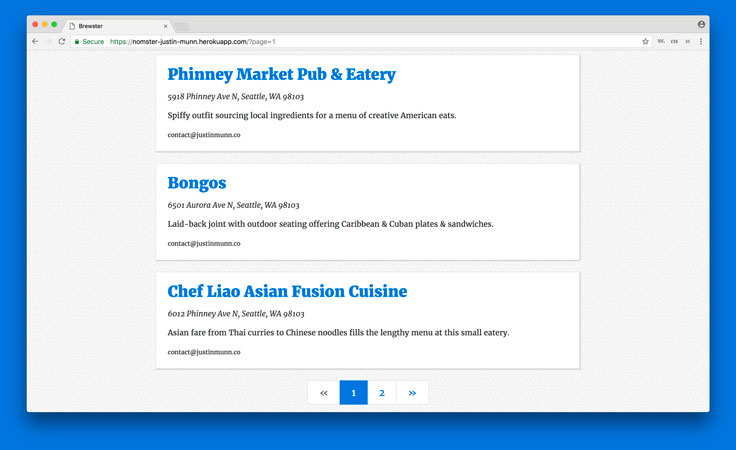 Brewster
Secure https://nomster-justin-munn.herokuapp.com/?page=1
Phinney Market Pub & Eatery
5918 Phinney Ave N, Seattle, WA 98103
Spiffy outfit sourcing local ingredients for a menu of creative American eats.
contact@justinmunn.co
Bongos
6501 Aurora Ave N, Seattle, WA 98103
Laid-back joint with outdoor seating offering Caribbean & Cuban plates & sandwiches.
contact@justinmunn.co
Chef Liao Asian Fusion Cuisine
6012 Phinney Ave N, Seattle, WA 98103
Asian fare from Thai curries to Chinese noodles fills the lengthy menu at this small eatery.
contact@justinmunn.co
« 1 2 »